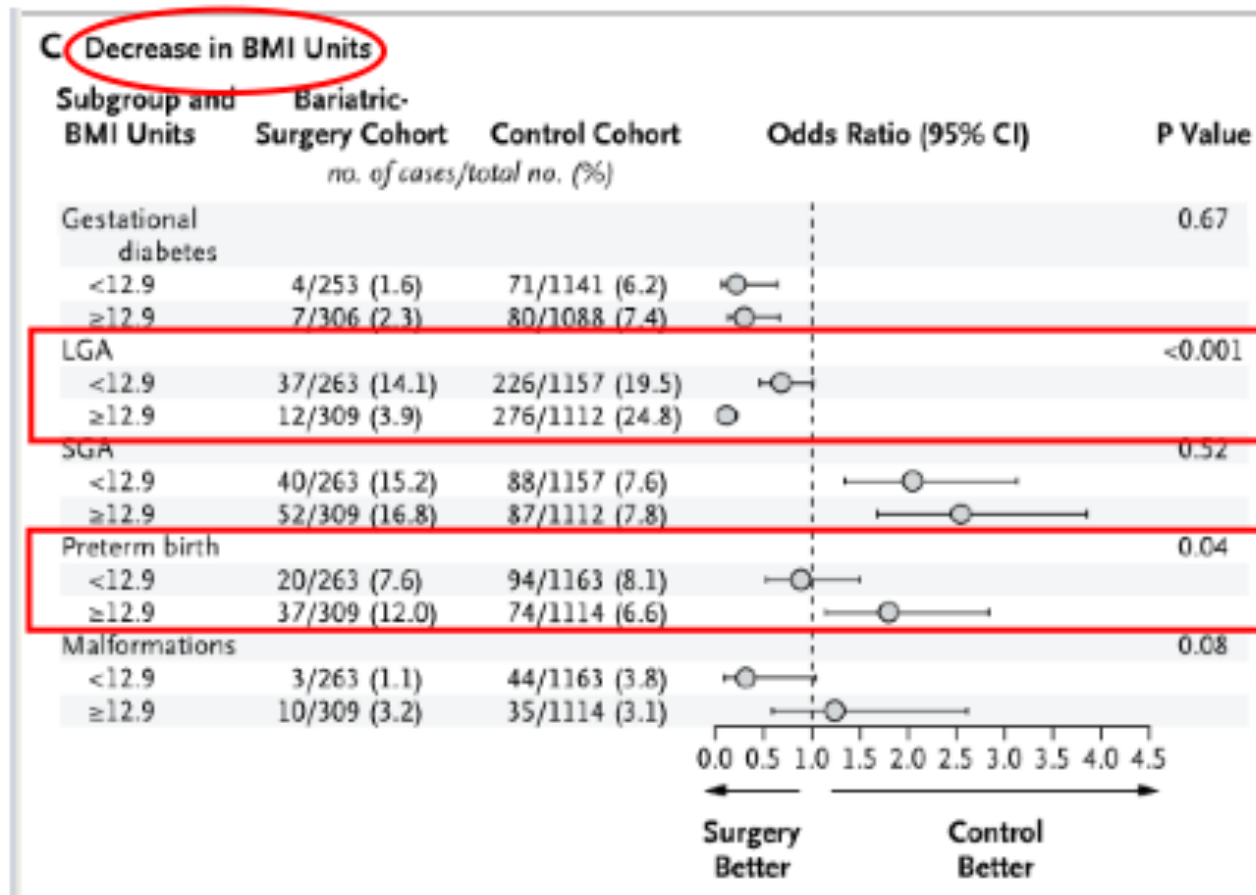 C Decrease in BMI Units
Subgroup and BMI Units Bariatric-Surgery Cohort Control Cohort Odds Ratio (95% CI) P Value
no. of cases/total no. (%)
Gestational diabetes 0.67
<12.9 4/253 (1.6) 71/1141 (6.2)
≥12.9 7/306 (2.3) 80/1088 (7.4)
LGA <0.001
<12.9 37/263 (14.1) 226/1157 (19.5)
≥12.9 12/309 (3.9) 276/1112 (24.8)
SGA 0.52
<12.9 40/263 (15.2) 88/1157 (7.6)
≥12.9 52/309 (16.8) 87/1112 (7.8)
Preterm birth 0.04
<12.9 20/263 (7.6) 94/1163 (8.1)
≥12.9 37/309 (12.0) 74/1114 (6.6)
Malformations 0.08
<12.9 3/263 (1.1) 44/1163 (3.8)
≥12.9 10/309 (3.2) 35/1114 (3.1)
0.0 0.5 1.0 1.5 2.0 2.5 3.0 3.5 4.0 4.5
Surgery Better Control Better